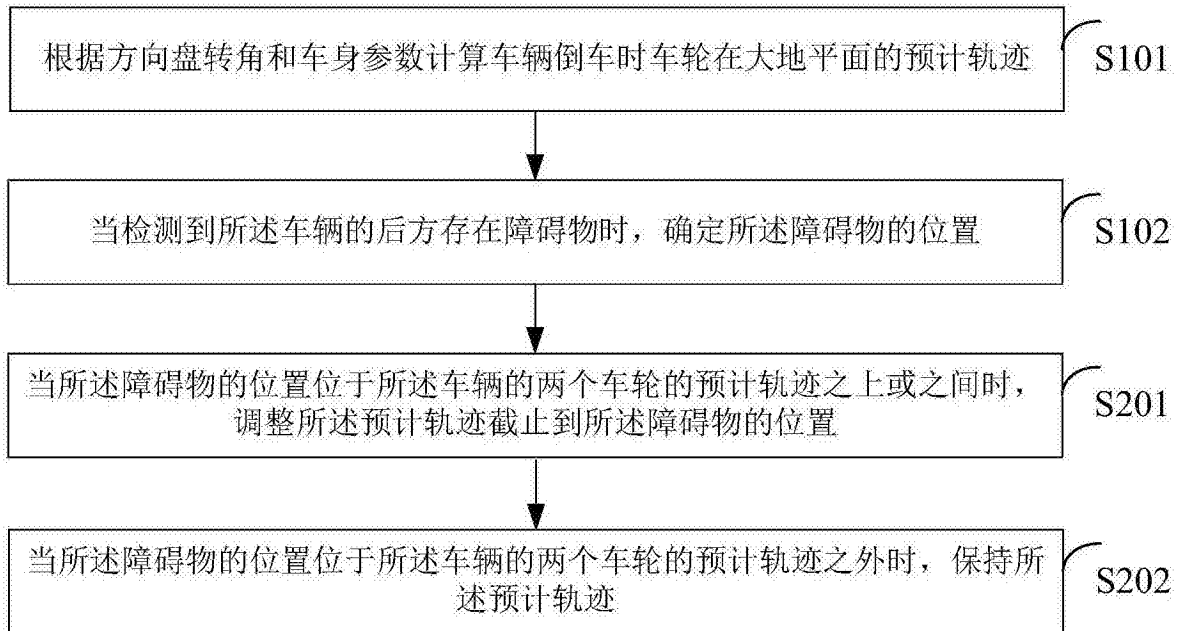 根据方向盘转角和车身参数计算车辆倒车时车轮在大地平面的预计轨迹
S101
当检测到所述车辆的后方存在障碍物时，确定所述障碍物的位置
S102
当所述障碍物的位置位于所述车辆的两个车轮的预计轨迹之上或之间时，
调整所述预计轨迹截止到所述障碍物的位置
S201
当所述障碍物的位置位于所述车辆的两个车轮的预计轨迹之外时，保持所
述预计轨迹
S202